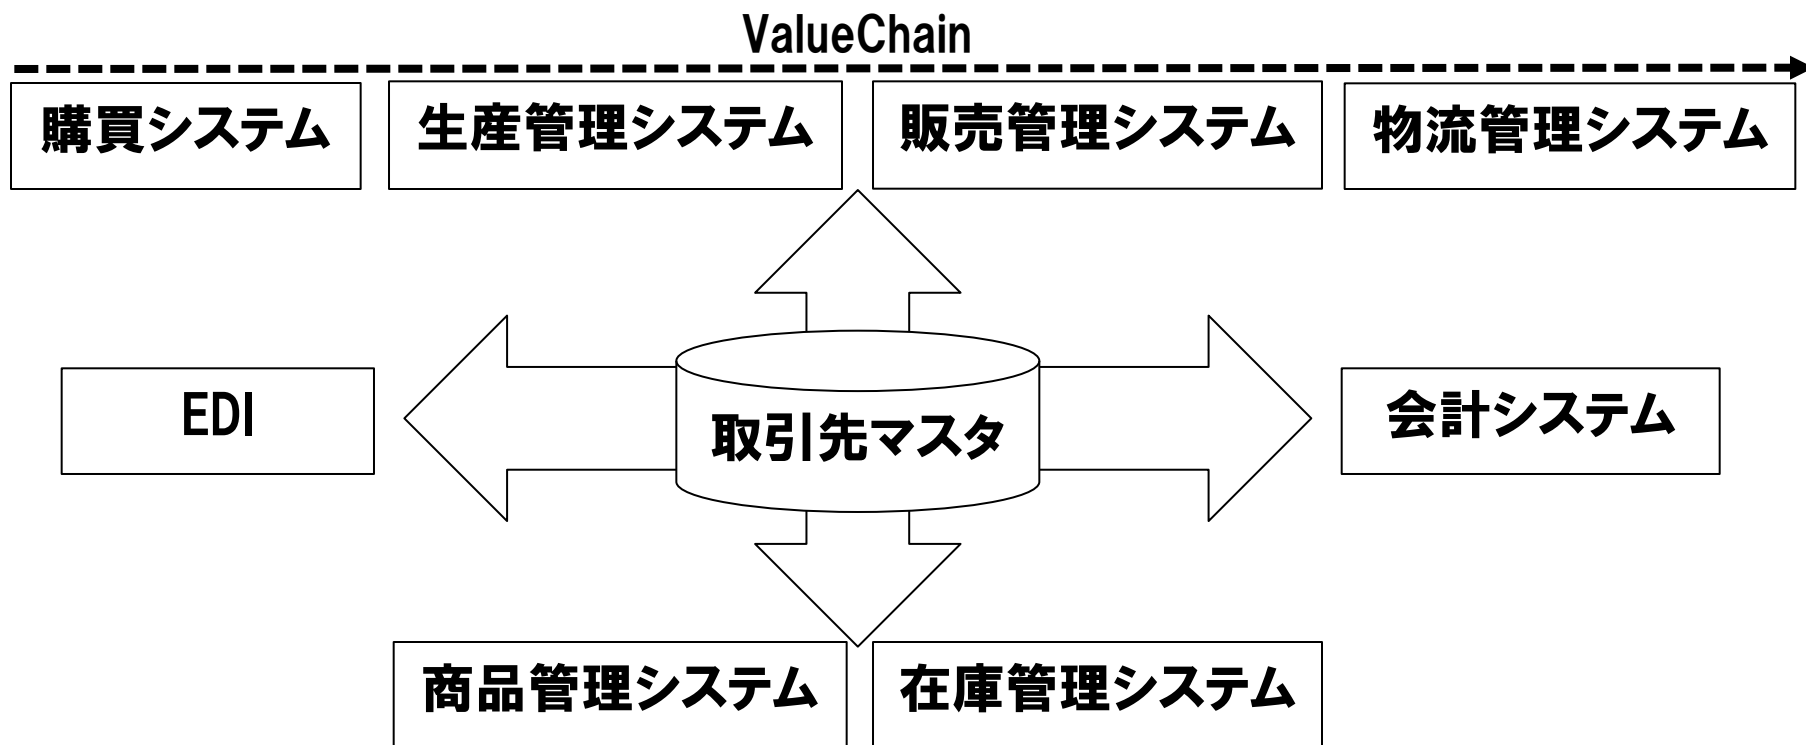 ValueChain
購買システム
生産管理システム
販売管理システム
物流管理システム
EDI
取引先マスタ
会計システム
商品管理システム
在庫管理システム